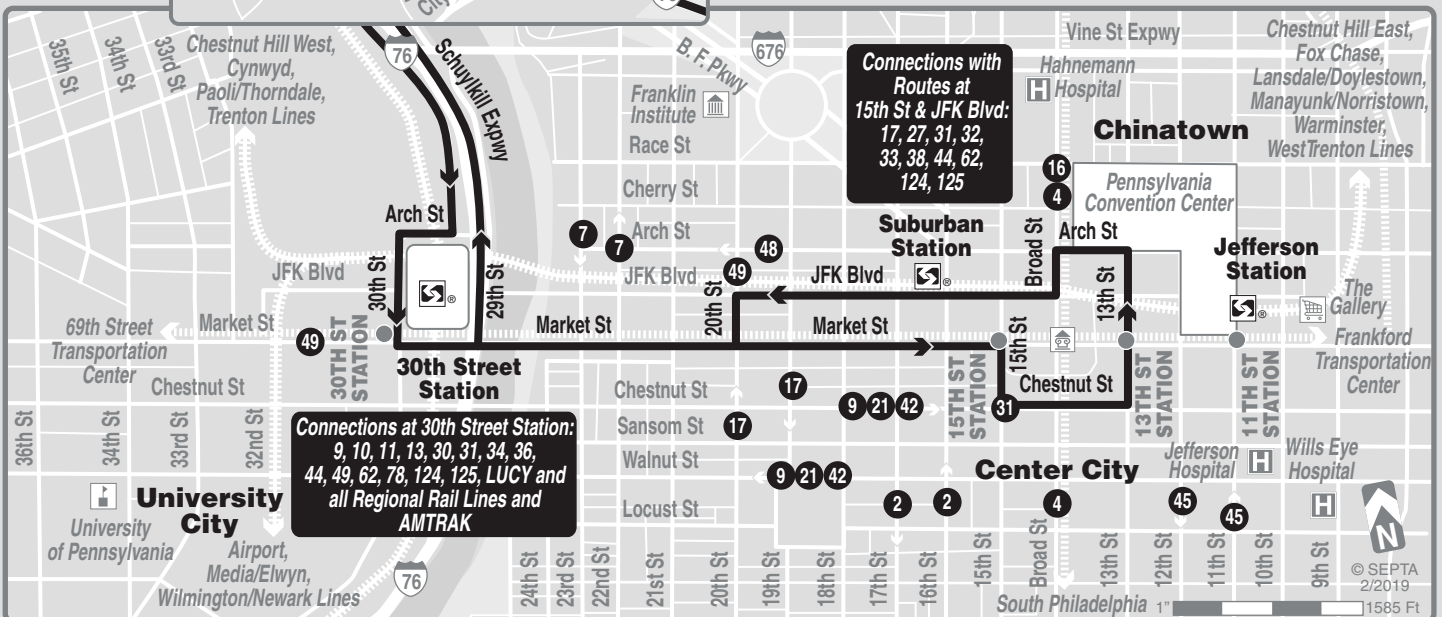 City
76
Schuylkill Expwy
35th St
34th St
33rd St
Chestnut Hill West,
Cynwyd,
Paoli/Thorndale,
Trenton Lines
B. F. Pkwy
676
Franklin
Institute
Race St
Cherry St
Arch St
Connections with
Routes at
15th St & JFK Blvd:
17, 27, 31, 32,
33, 38, 44, 62,
124, 125
Vine St Expwy
Hahnemann
H Hospital
Chestnut Hill East,
Fox Chase,
Lansdale/Doylestown,
Manayunk/Norristown,
Warminster,
WestTrenton Lines
Chinatown
16
4
Pennsylvania
Convention Center
Arch St
Arch St
7
7
48
49
Suburban
Station
S ®
Broad St
13th St
Jefferson
Station
S ®
The
Gallery
JFK Blvd
30th St
S ®
29th St
JFK Blvd
20th St
JFK Blvd
69th Street
Transportation
Center
Market St
49
30TH ST
STATION
Market St
Market St
15th St
Frankford
Transportation
Center
30th Street
Station
Chestnut St
Chestnut St
17
9 21 42
15TH ST
STATION
31
Chestnut St
13TH ST
STATION
11TH ST
STATION
Sansom St
17
Walnut St
9 21 42
Center City
Jefferson
Hospital H
Wills Eye
Hospital
H
Locust St
2
2
4
45
45
36th St
34th St
33rd St
32nd St
Connections at 30th Street Station:
9, 10, 11, 13, 30, 31, 34, 36,
44, 49, 62, 78, 124, 125, LUCY and
all Regional Rail Lines and
AMTRAK
University
City
University
of Pennsylvania
Airport,
Media/Elwyn,
Wilmington/Newark Lines
76
24th St
23rd St
22nd St
21st St
20th St
19th St
18th St
17th St
16th St
15th St
Broad St
13th St
12th St
11th St
10th St
9th St
N
© SEPTA
2/2019
South Philadelphia
1" 1585 Ft